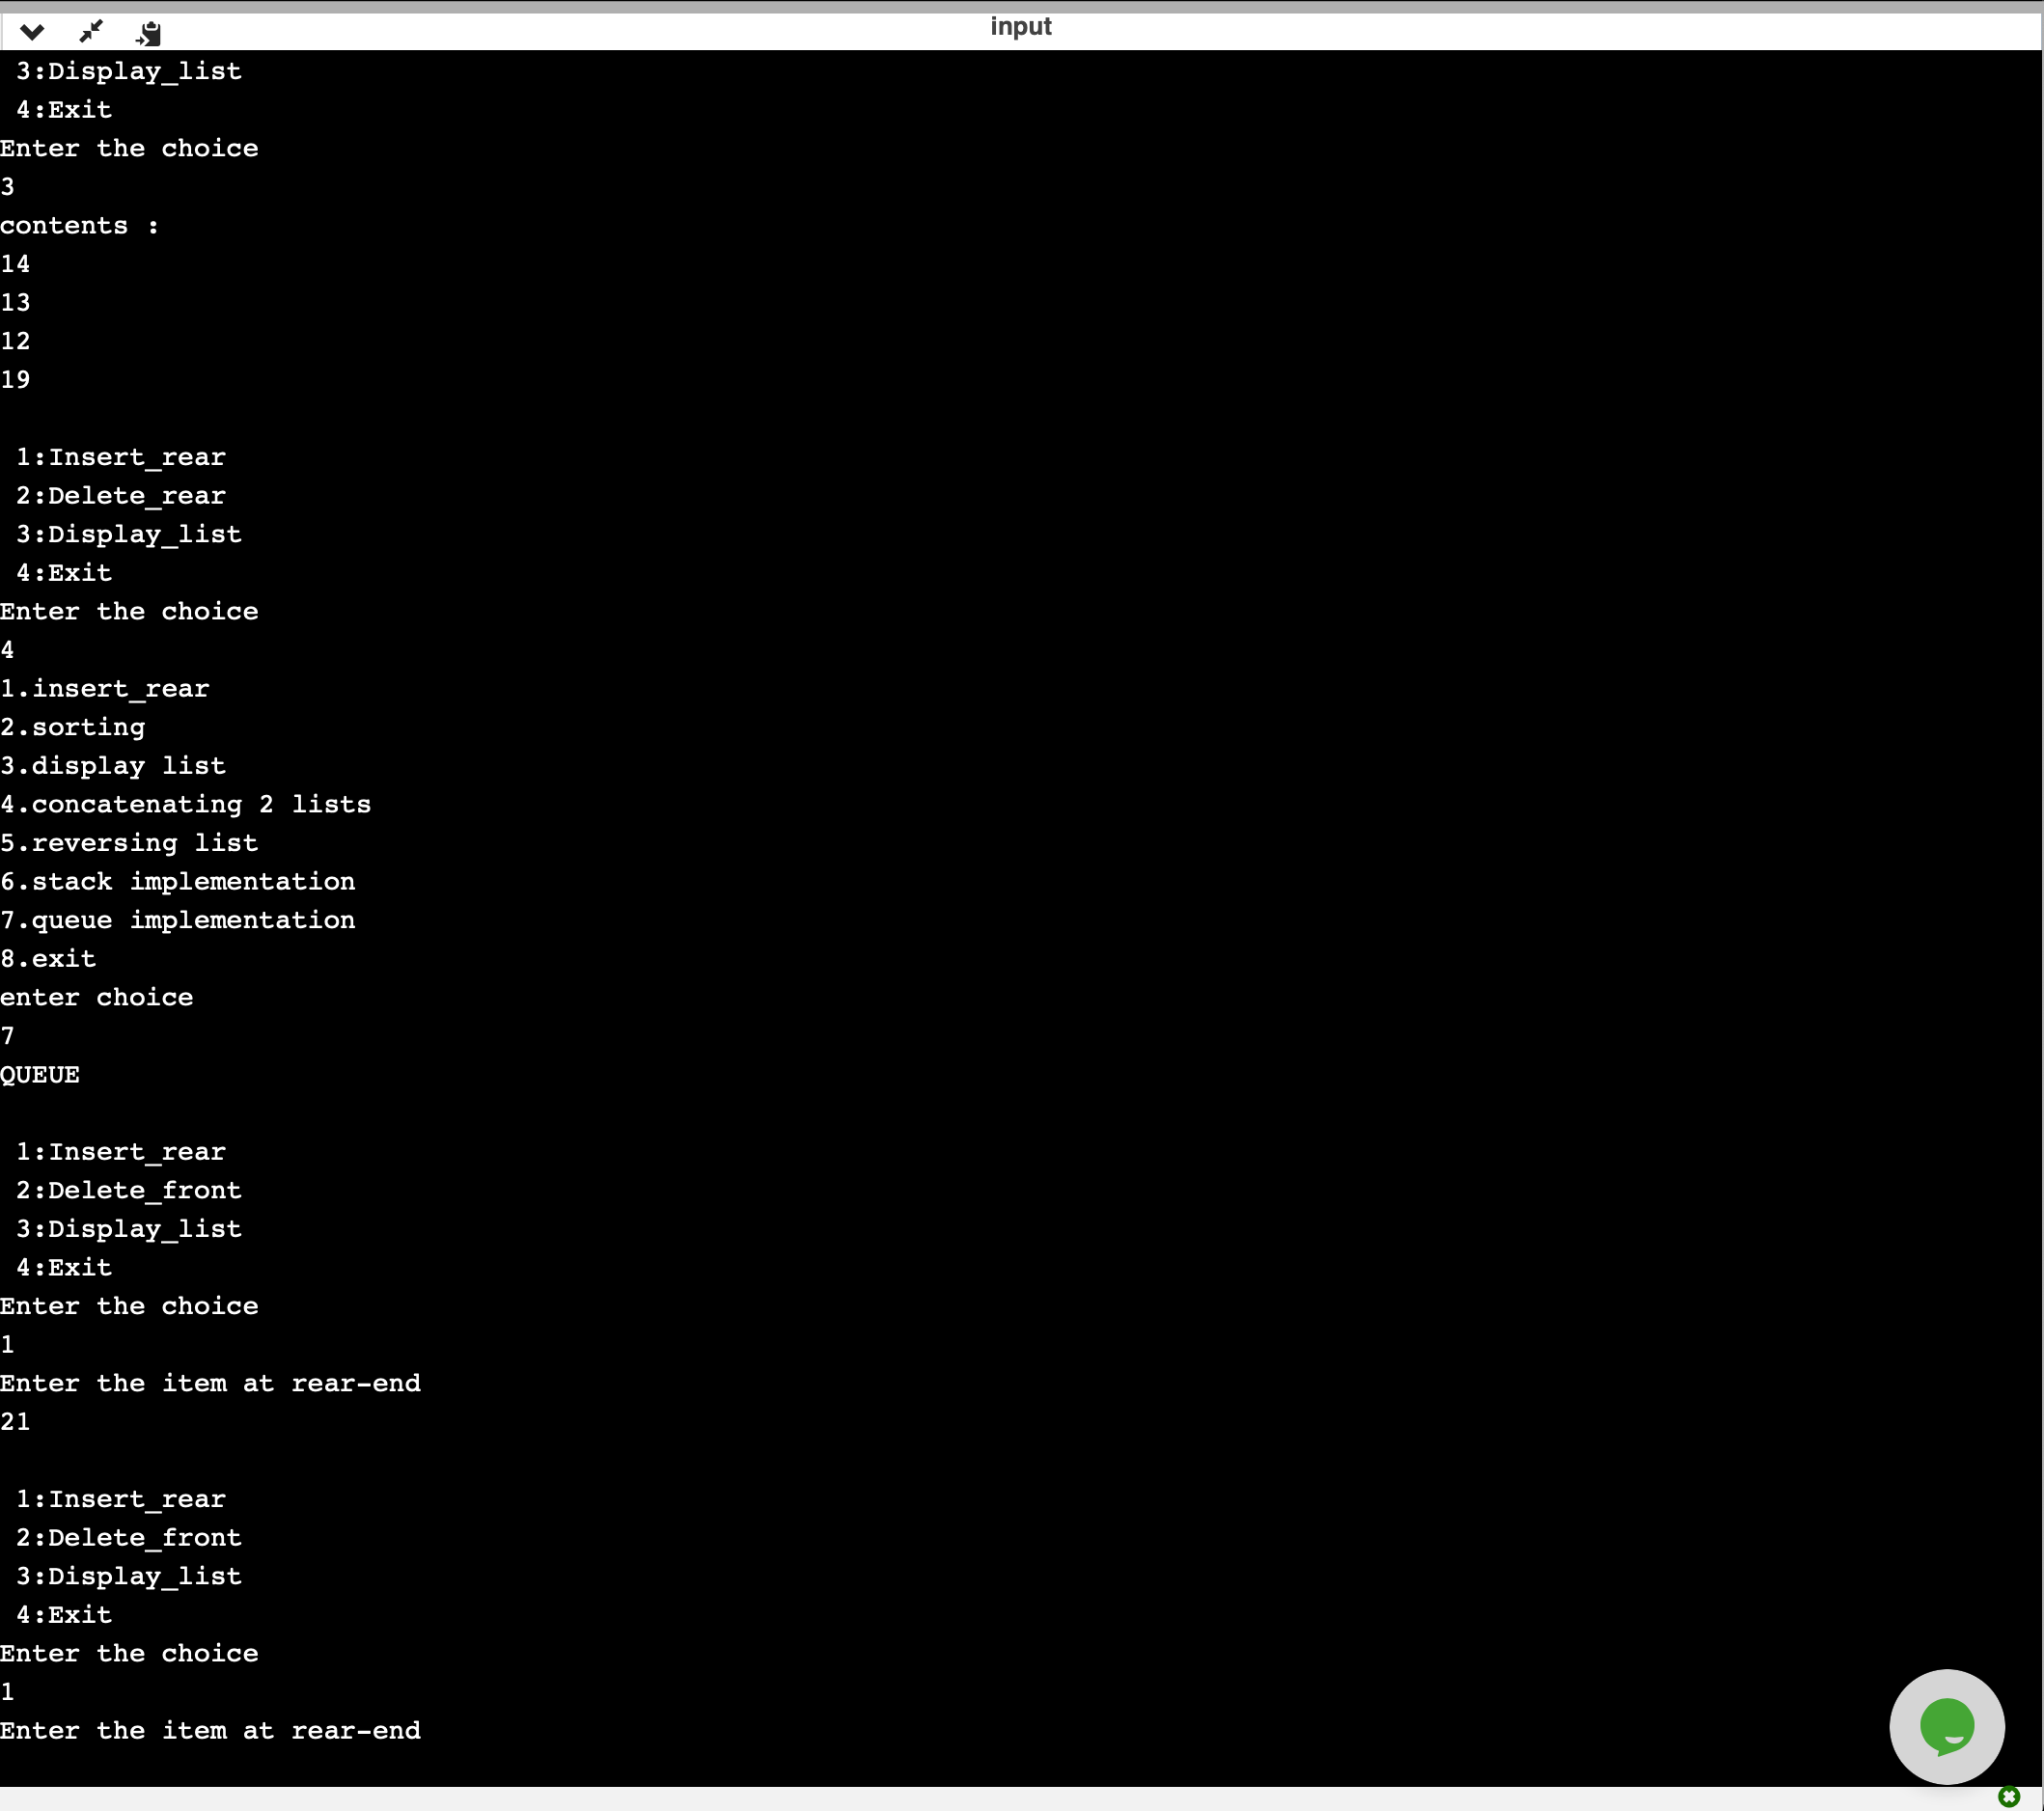 input
3:Display_list
4:Exit
Enter the choice
3
contents :
14
13
12
19
1:Insert_rear
2:Delete_rear
3:Display_list
4:Exit
Enter the choice
4
1.insert_rear
2.sorting
3.display list
4.concatenating 2 lists
5.reversing list
6.stack implementation
7.queue implementation
8.exit
enter choice
7
QUEUE
1:Insert_rear
2:Delete_front
3:Display_list
4:Exit
Enter the choice
1
Enter the item at rear-end
21
1:Insert_rear
2:Delete_front
3:Display_list
4:Exit
Enter the choice
1
Enter the item at rear-end